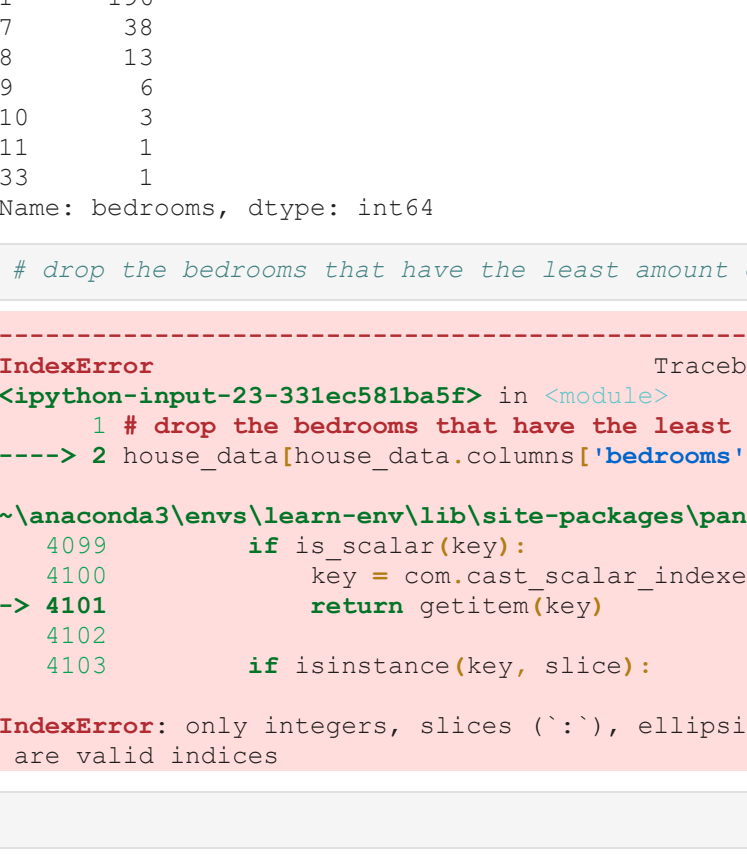 7 38
8 13
9 6
10 3
11 1
33 1
Name: bedrooms, dtype: int64
# drop the bedrooms that have the least amount
-----------------------------------------------
IndexError Traceb
<ipython-input-23-331ec581ba5f> in <module>
1 # drop the bedrooms that have the least
----> 2 house_data[house_data.columns['bedrooms'
~\anaconda3\envs\learn-env\lib\site-packages\pan
4099 if is_scalar(key):
4100 key = com.cast_scalar_indexe
-> 4101 return getitem(key)
4102
4103 if isinstance(key, slice):
IndexError: only integers, slices (`:`), ellipsi
are valid indices